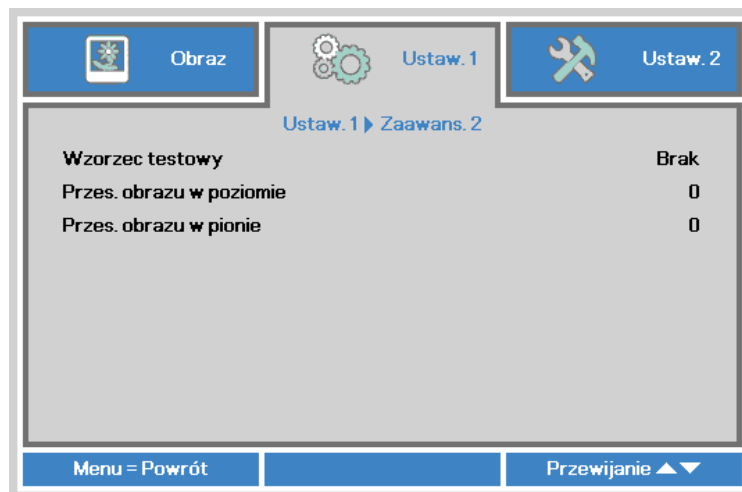 Obraz
Ustaw. 1
Ustaw. 2
Ustaw. 1 ▶ Zaawans. 2
Wzorzec testowy Brak
Przes. obrazu w poziomie 0
Przes. obrazu w pionie 0
Menu = Powrót
Przewijanie ▲▼